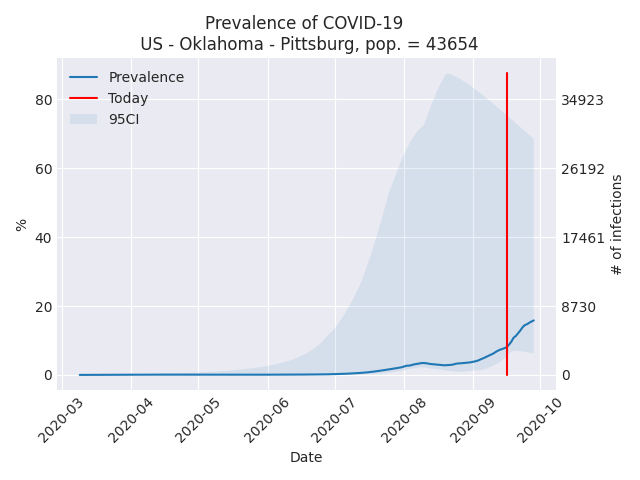 Prevalence of COVID-19
US - Oklahoma - Pittsburg, pop. = 43654
Prevalence
Today
95CI
80
60
40
20
0
%
34923
26192
17461
8730
0
# of infections
2020-03
2020-04
2020-05
2020-06
2020-07
2020-08
2020-09
2020-10
Date